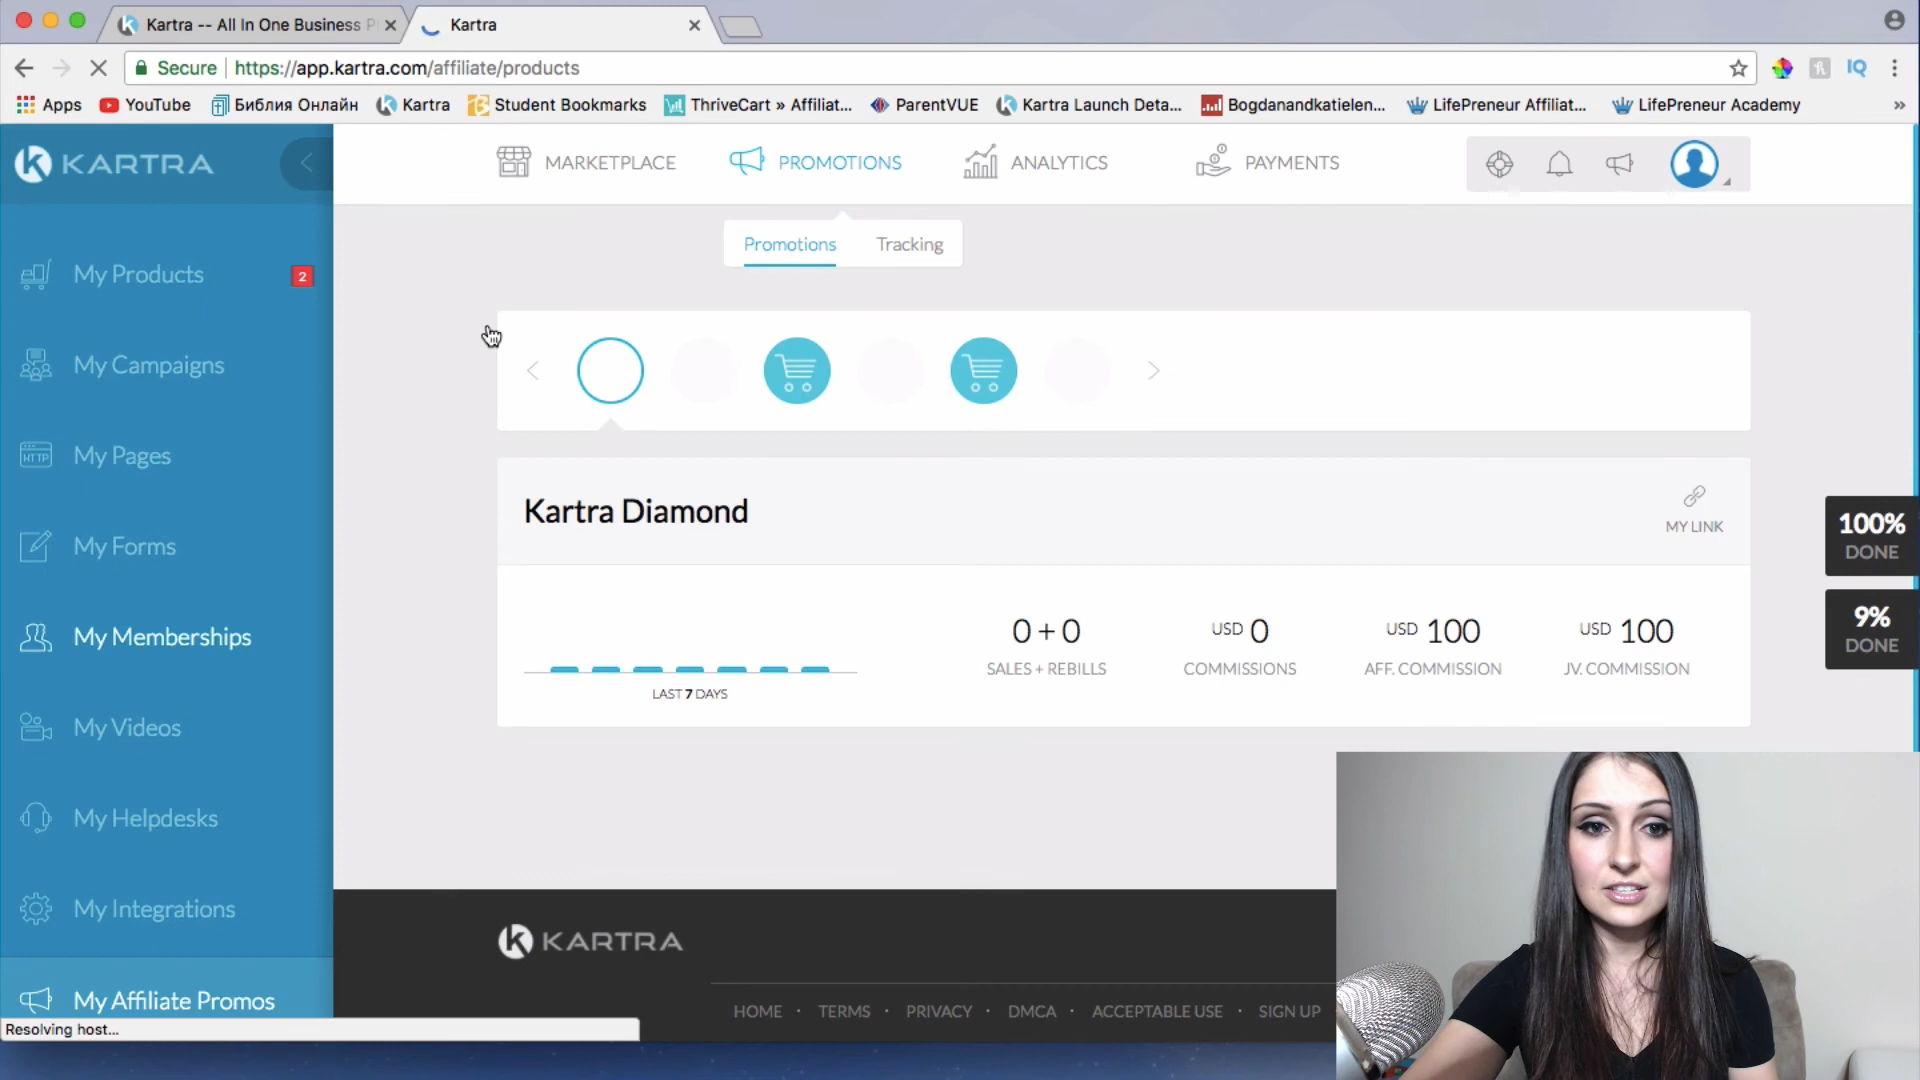 Kartra -- All In One Business P
Kartra
Secure https://app.kartra.com/affiliate/products
IQ
Apps YouTube Библия Онлайн Kartra Student Bookmarks ThriveCart » Affiliat... ParentVUE Kartra Launch Deta... Bogdanandkatielen... LifePreneur Affiliat... LifePreneur Academy »
KARTRA
MARKETPLACE PROMOTIONS ANALYTICS PAYMENTS
Promotions Tracking
My Products 2
My Campaigns
HTTP My Pages
My Forms
My Memberships
My Videos
My Helpdesks
My Integrations
My Affiliate Promos
Resolving host...
Kartra Diamond
MY LINK
LAST 7 DAYS
0 + 0
SALES + REBILLS
USD 0
COMMISSIONS
USD 100
AFF. COMMISSION
USD 100
JV. COMMISSION
100%
DONE
9%
DONE
KARTRA
HOME · TERMS · PRIVACY · DMCA · ACCEPTABLE USE · SIGN UP